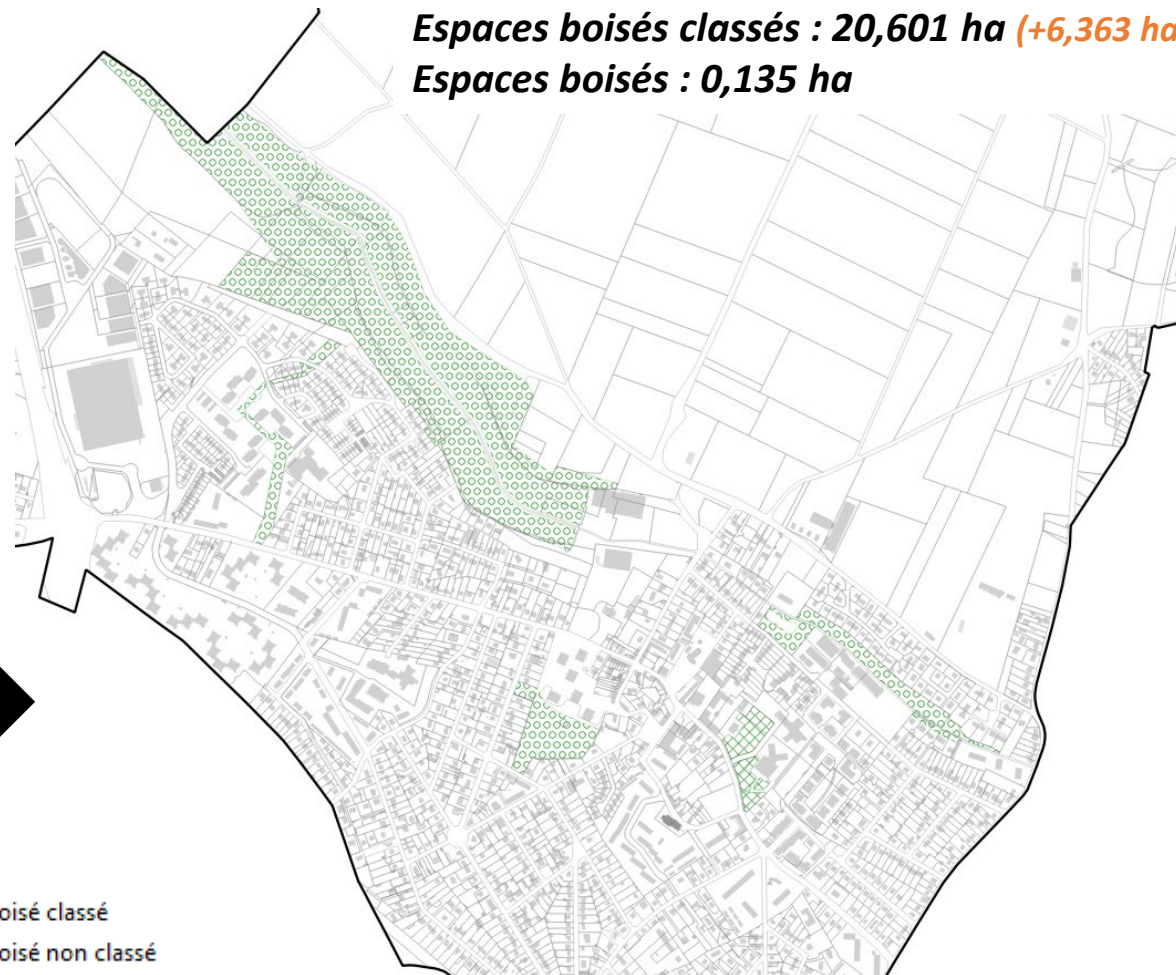 Espaces boisés classés : 20,601 ha (+6,363 ha
Espaces boisés : 0,135 ha
oisé classé
oisé non classé